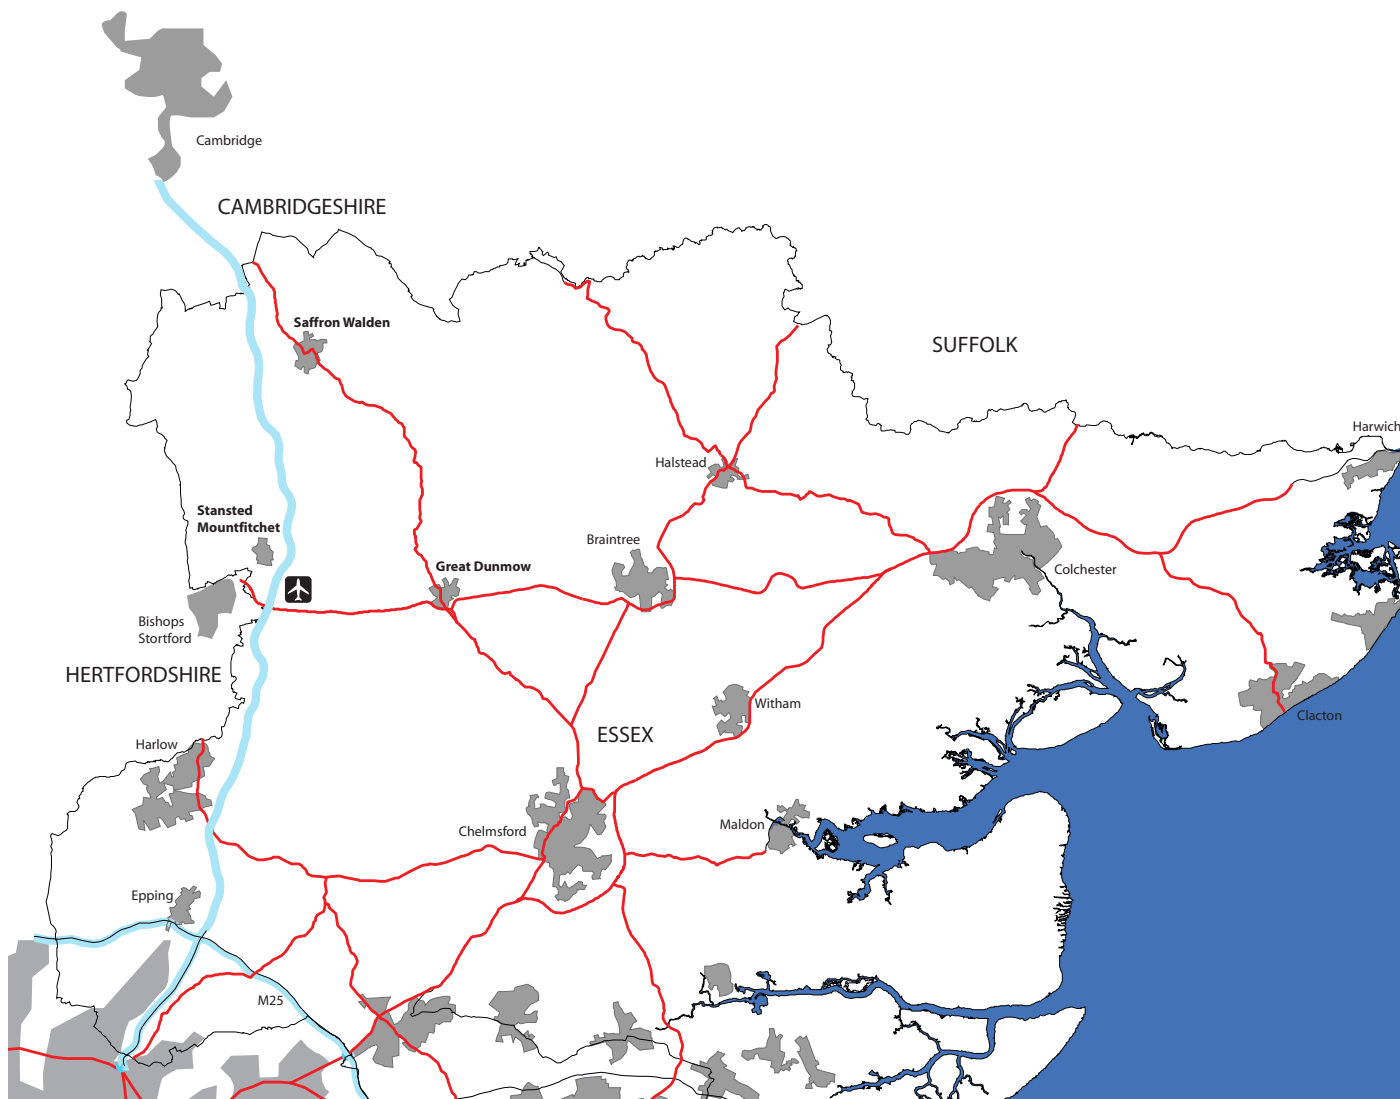 Cambridge
CAMBRIDGESHIRE
Saffron Walden
SUFFOLK
Harwich
Halstead
Stansted
Mountfitchet
Braintree
Great Dunmow
Colchester
Bishops
Stortford
HERTFORDSHIRE
Witham
Clacton
ESSEX
Harlow
Chelmsford
Maldon
Epping
M25